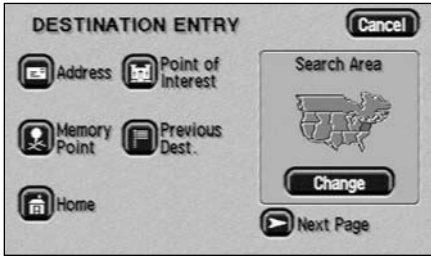 DESTINATION ENTRY
Cancel
Address
Point of
Interest
Search Area
Memory
Point
Previous
Dest.
Change
Home
Next Page